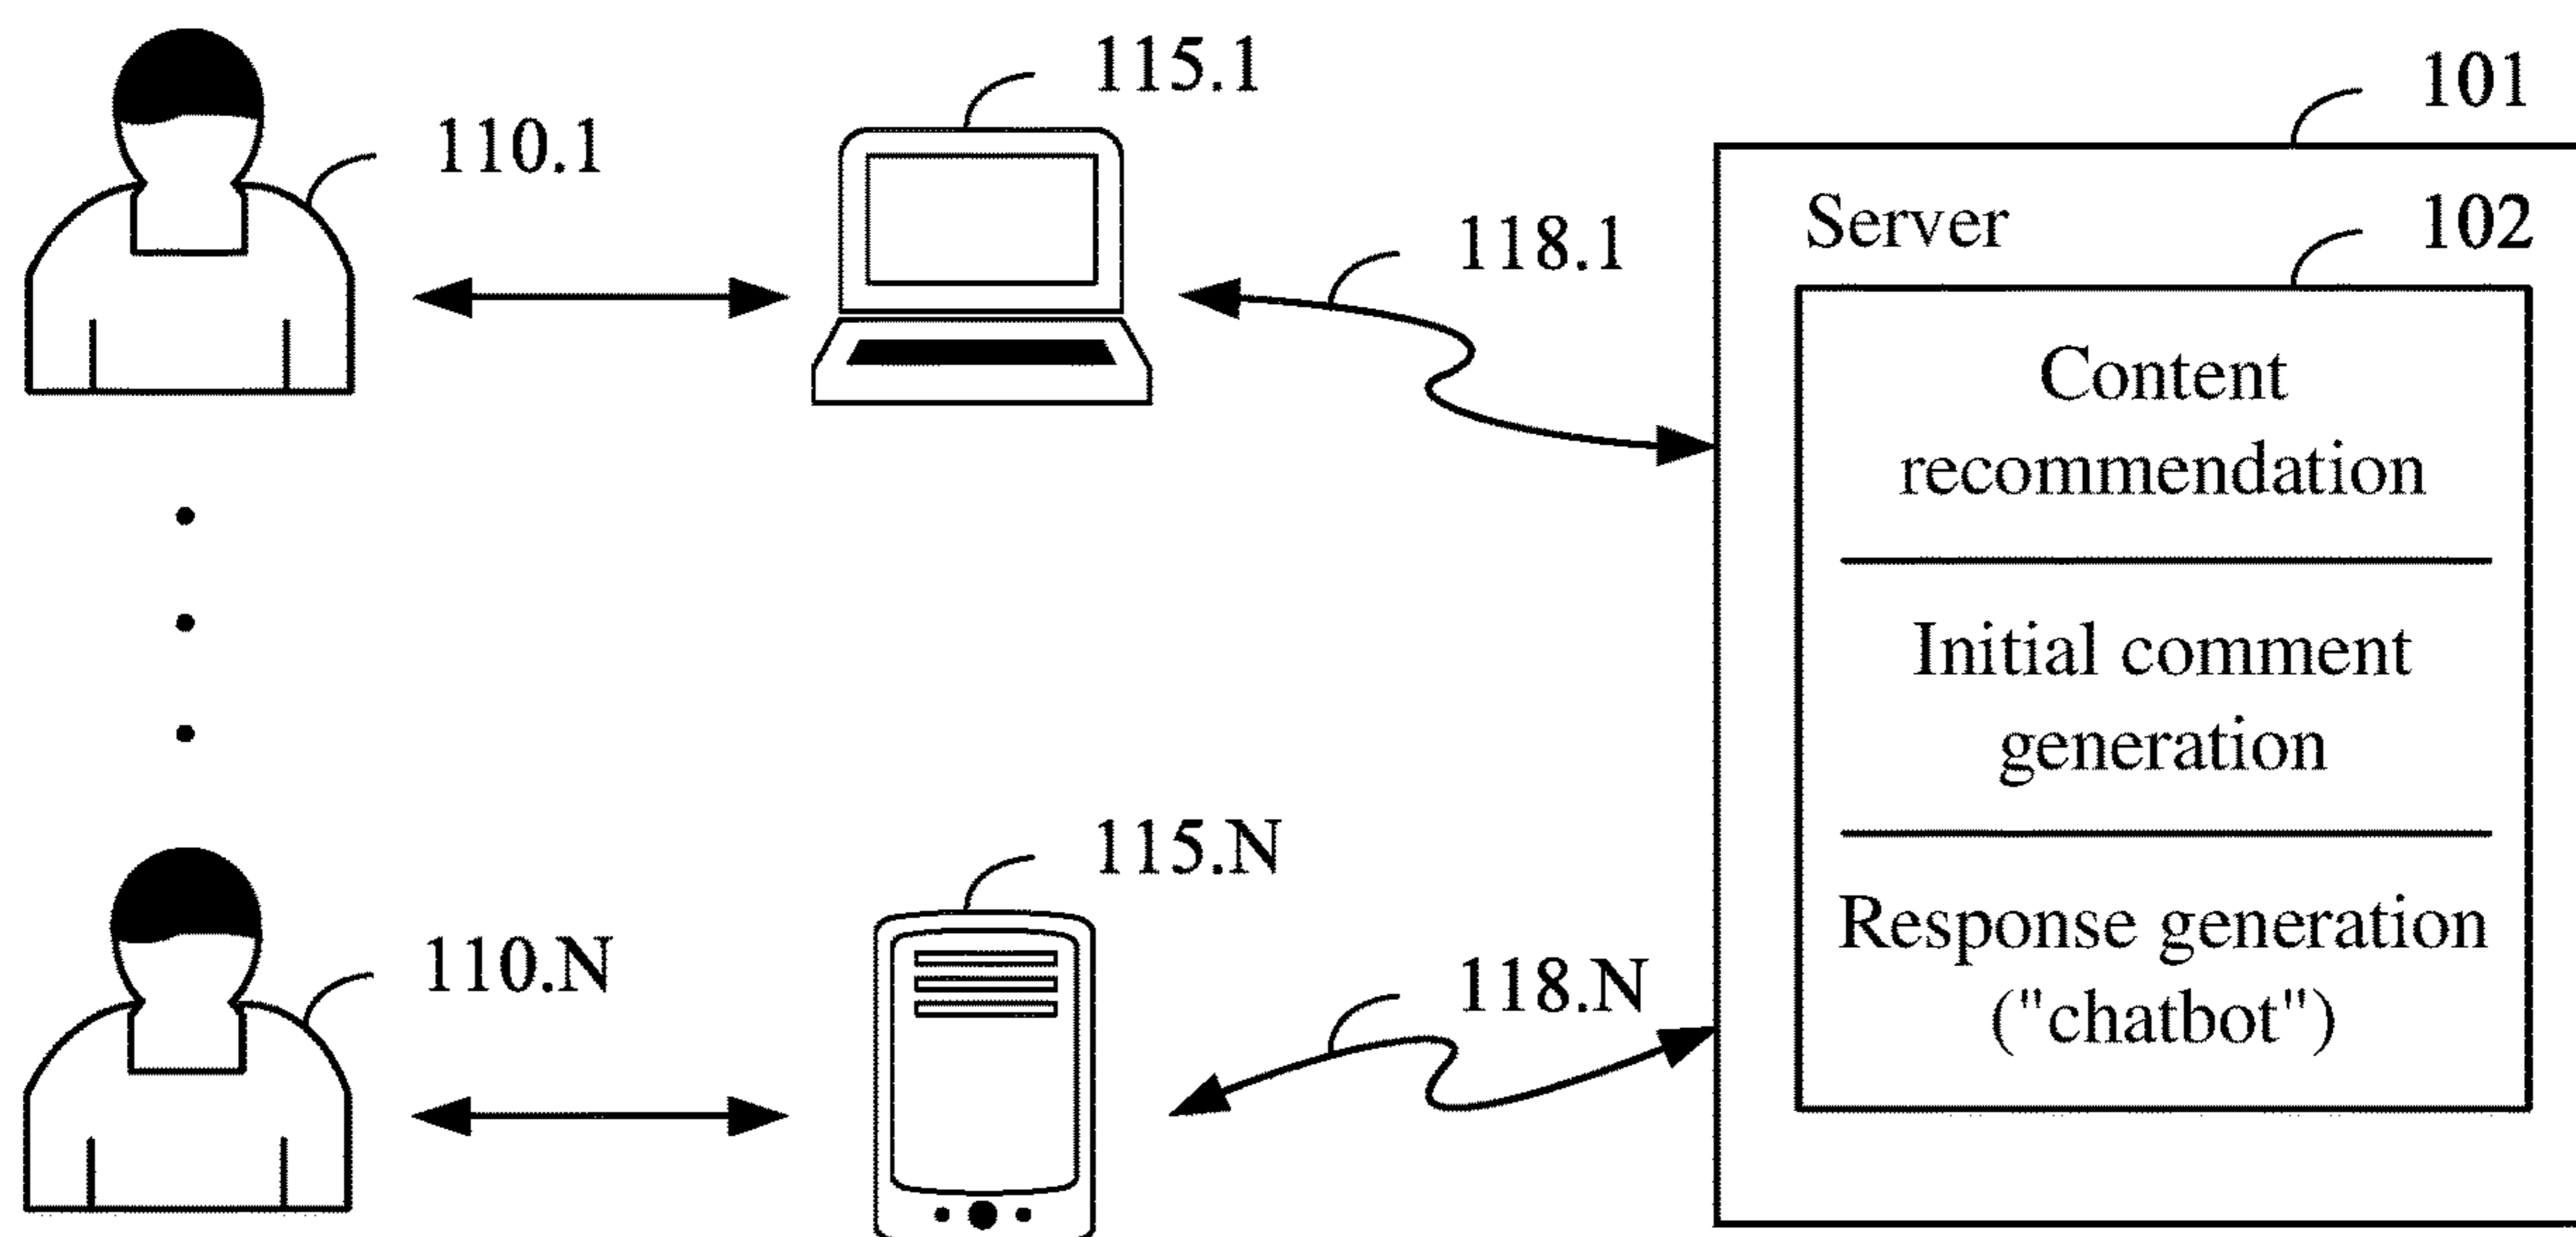 115.1
101
110.1
118.1
Server
102
Content
recommendation
Initial comment
generation
115.N
110.N
118.N
Response generation
("chatbot")